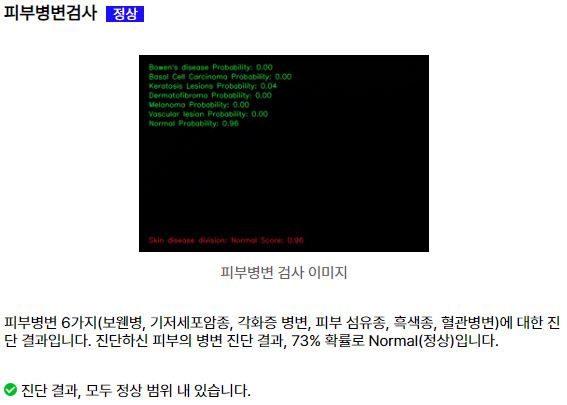 피부병변검사 정상
Bowen's disease Probability: 0.00
Basal Cell Carcinoma Probability: 0.00
Keratosis Lesions Probability: 0.04
Dermatofibroma Probability: 0.00
Melanoma Probability: 0.00
Vascular lesion Probability: 0.00
Normal Probability: 0.96
Skin disease division: Normal Score: 0.96
피부병변 검사 이미지
피부병변 6가지(보웬병, 기저세포암종, 각화증 병변, 피부 섬유종, 흑색종, 혈관병변)에 대한 진
단 결과입니다. 진단하신 피부의 병변 진단 결과, 73% 확률로 Normal(정상)입니다.
진단 결과, 모두 정상 범위 내 있습니다.